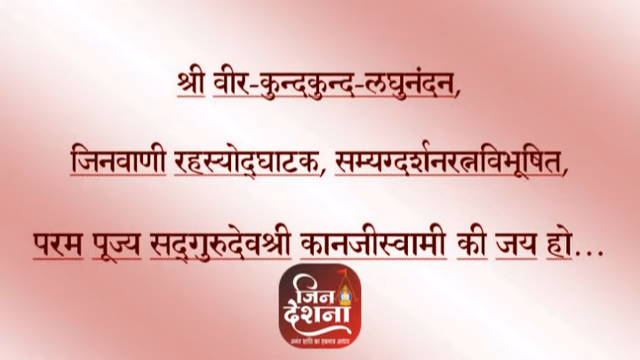 श्री वीर-कुन्दकुन्द-लघुनंदन,
जिनवाणी रहस्योद्‌घाटक, सम्यग्दर्शनरत्नविभूषित,
परम पूज्य सद्‌गुरुदेवश्री कानजीस्वामी की जय हो...
जिन
देशना